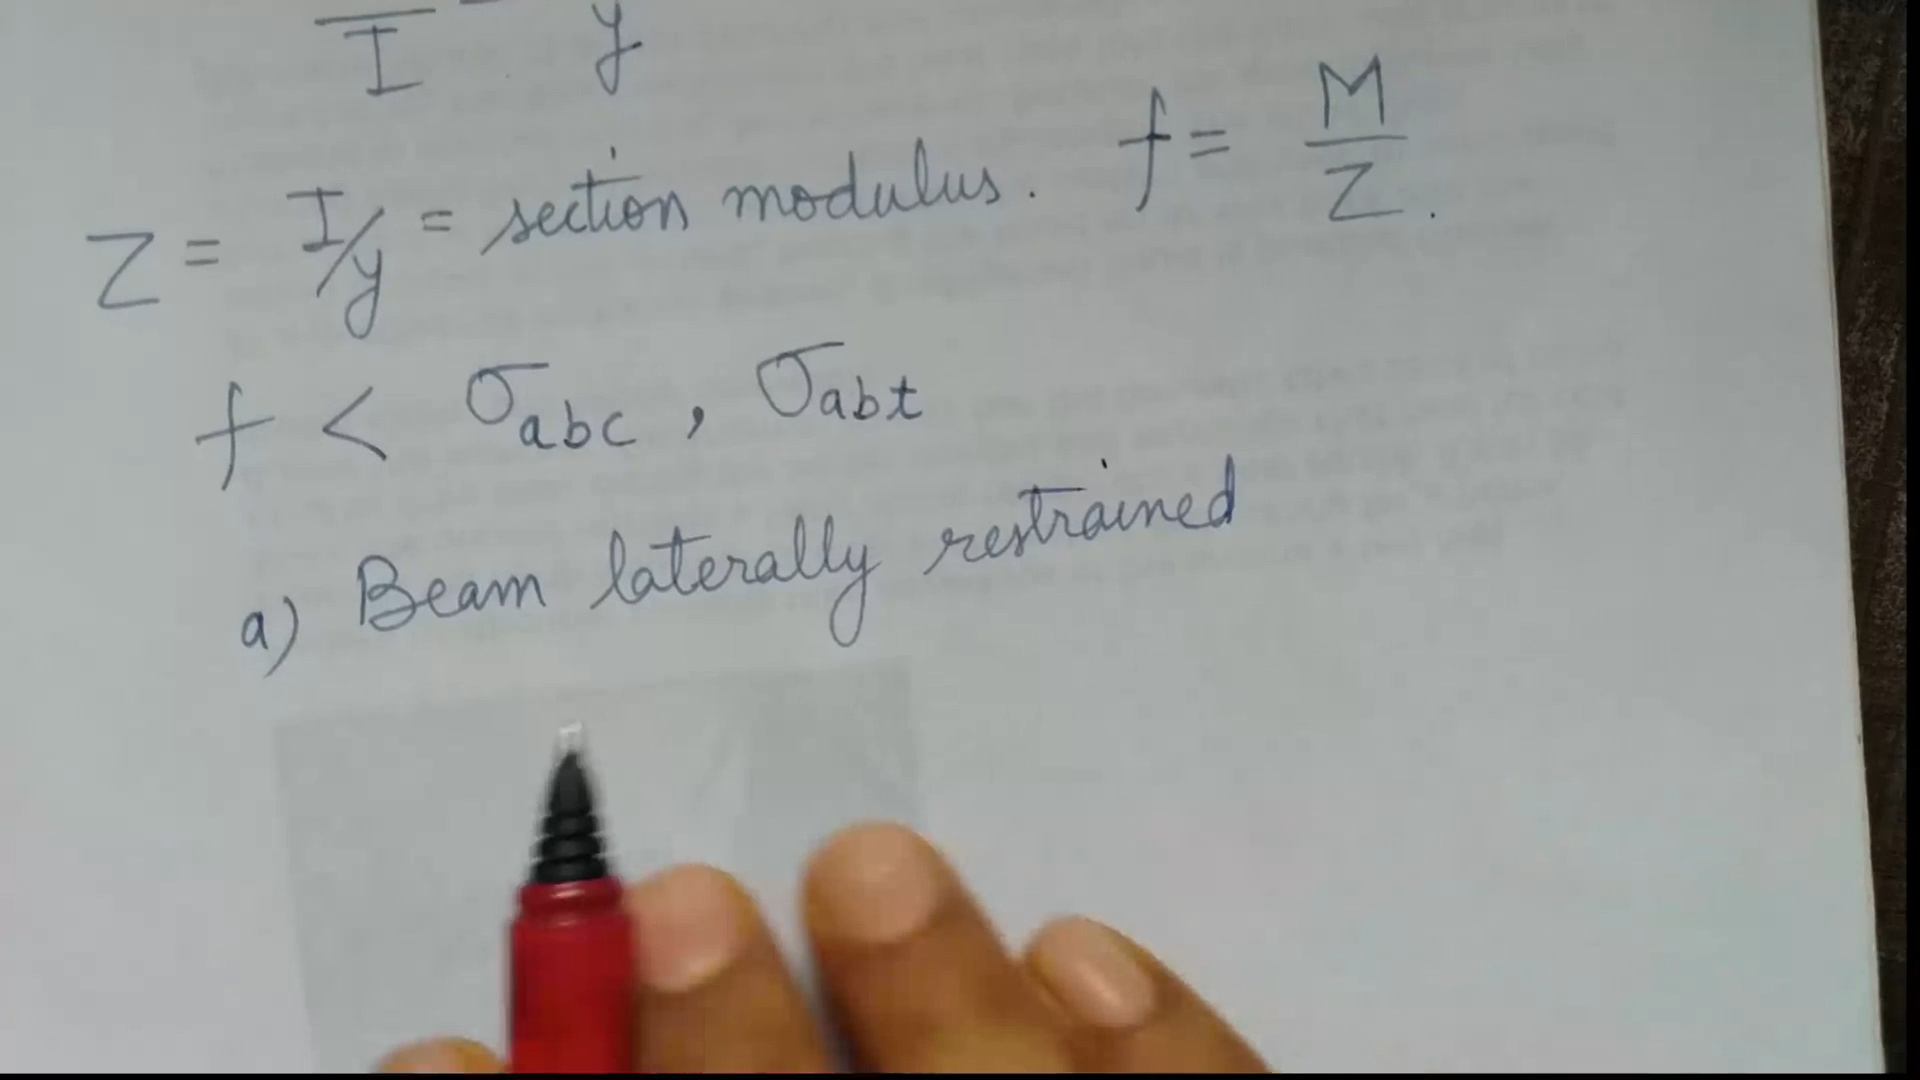 I y
Z = I/y = section modulus. f = M/Z.
f < σabc, σabt
a) Beam laterally restrained